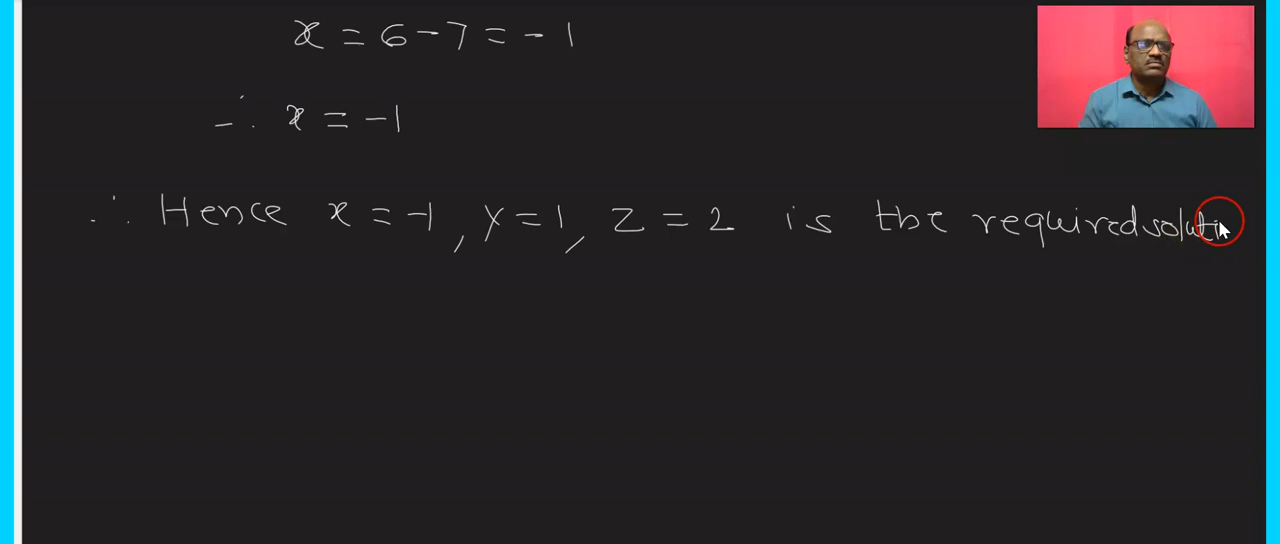 x = 6 - 7 = - 1
∴ x = - 1
∴ Hence x = -1, y = 1, z = 2 is the required soluti